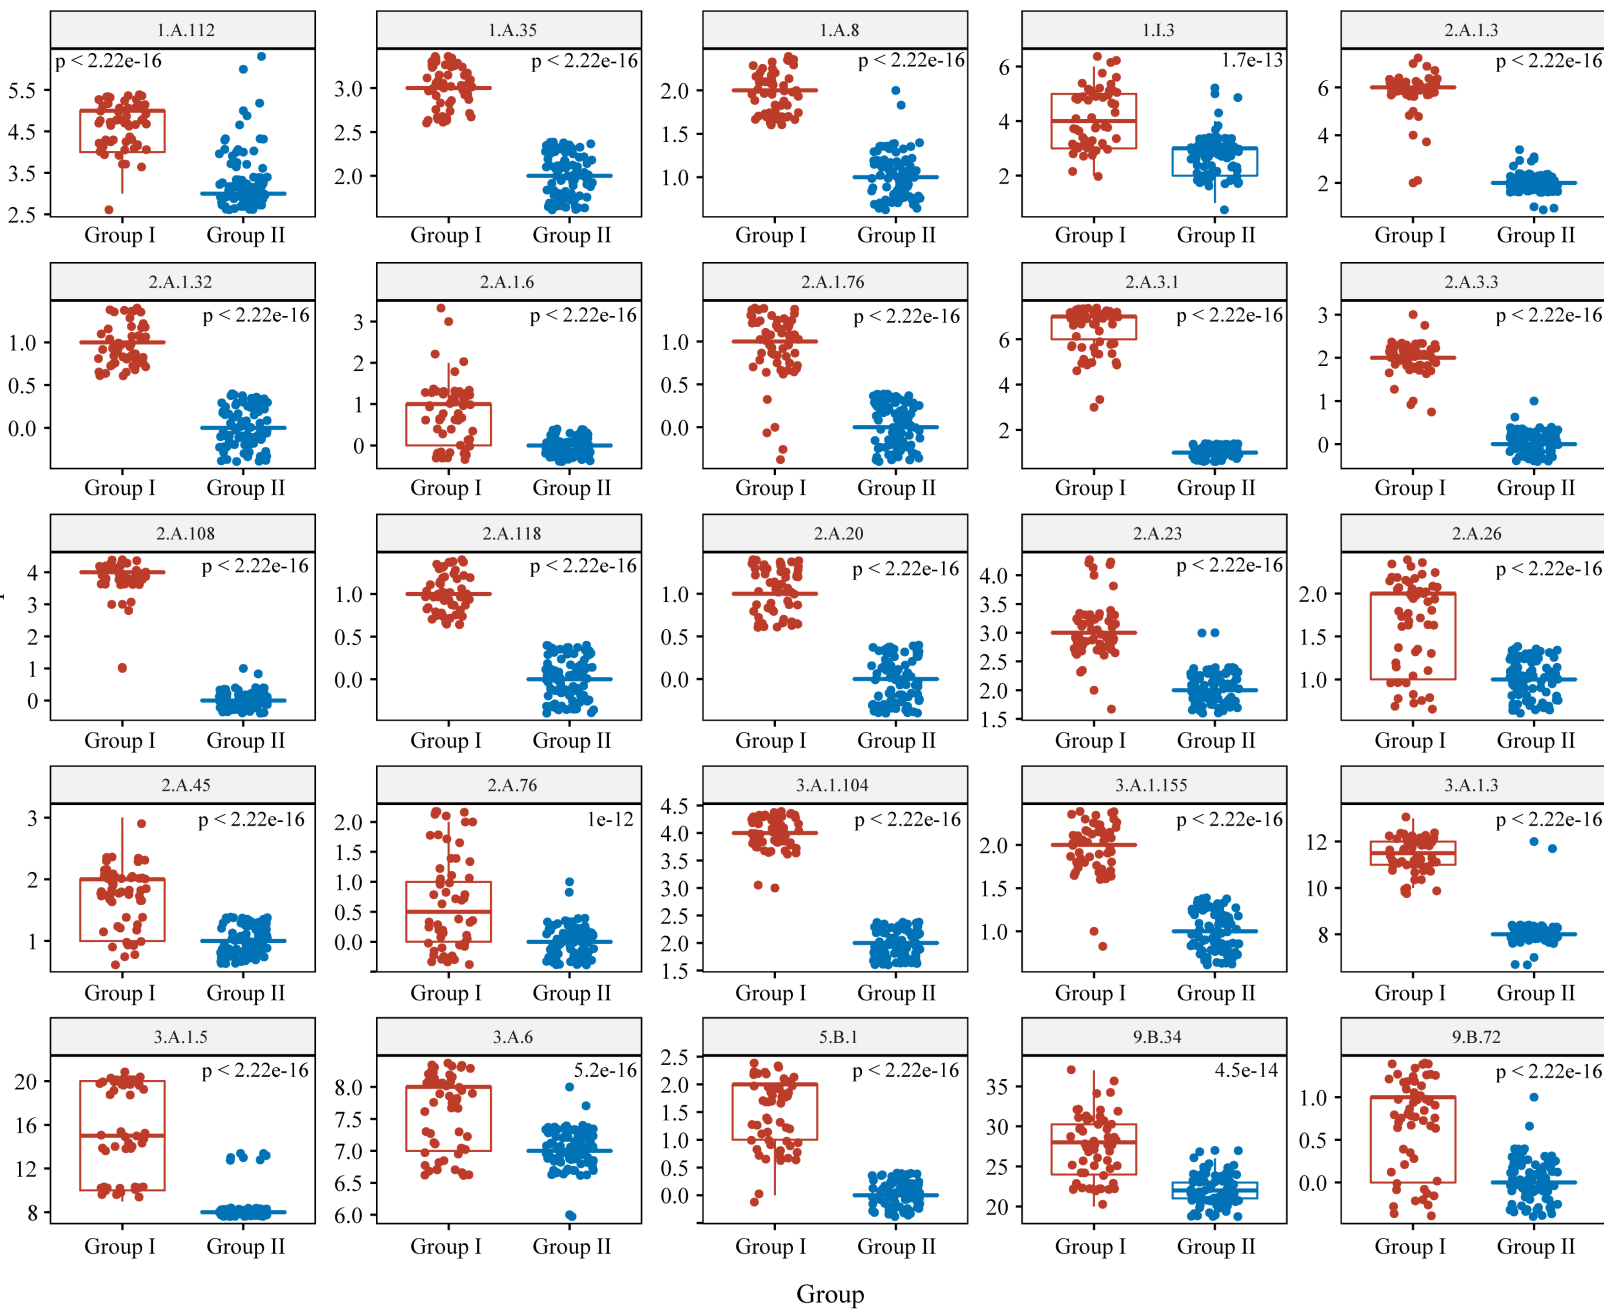 1.A.112 1.A.35 1.A.8 1.I.3 2.A.1.3
p < 2.22e-16 p < 2.22e-16 p < 2.22e-16 1.7e-13 p < 2.22e-16
5.5 4.5 3.5 2.5 3.0 2.5 2.0 2.0 1.5 1.0 6 4 2 6 4 2
Group I Group II Group I Group II Group I Group II Group I Group II Group I Group II
2.A.1.32 2.A.1.6 2.A.1.76 2.A.3.1 2.A.3.3
p < 2.22e-16 p < 2.22e-16 p < 2.22e-16 p < 2.22e-16 p < 2.22e-16
1.0 0.5 0.0 3 2 1 0 1.0 0.5 0.0 6 4 2 3 2 1 0
Group I Group II Group I Group II Group I Group II Group I Group II Group I Group II
2.A.108 2.A.118 2.A.20 2.A.23 2.A.26
p < 2.22e-16 p < 2.22e-16 p < 2.22e-16 p < 2.22e-16 p < 2.22e-16
4 3 2 1 0 1.0 0.5 0.0 1.0 0.5 0.0 4.0 3.5 3.0 2.5 2.0 1.5 2.0 1.5 1.0
Group I Group II Group I Group II Group I Group II Group I Group II Group I Group II
2.A.45 2.A.76 3.A.1.104 3.A.1.155 3.A.1.3
p < 2.22e-16 1e-12 p < 2.22e-16 p < 2.22e-16 p < 2.22e-16
3 2 1 2.0 1.5 1.0 0.5 0.0 4.5 4.0 3.5 3.0 2.5 2.0 1.5 2.0 1.5 1.0 12 10 8
Group I Group II Group I Group II Group I Group II Group I Group II Group I Group II
3.A.1.5 3.A.6 5.B.1 9.B.34 9.B.72
p < 2.22e-16 5.2e-16 p < 2.22e-16 4.5e-14 p < 2.22e-16
20 16 12 8 8.0 7.5 7.0 6.5 6.0 2.5 2.0 1.5 1.0 0.5 0.0 35 30 25 20 1.0 0.5 0.0
Group I Group II Group I Group II Group I Group II Group I Group II Group I Group II
Group